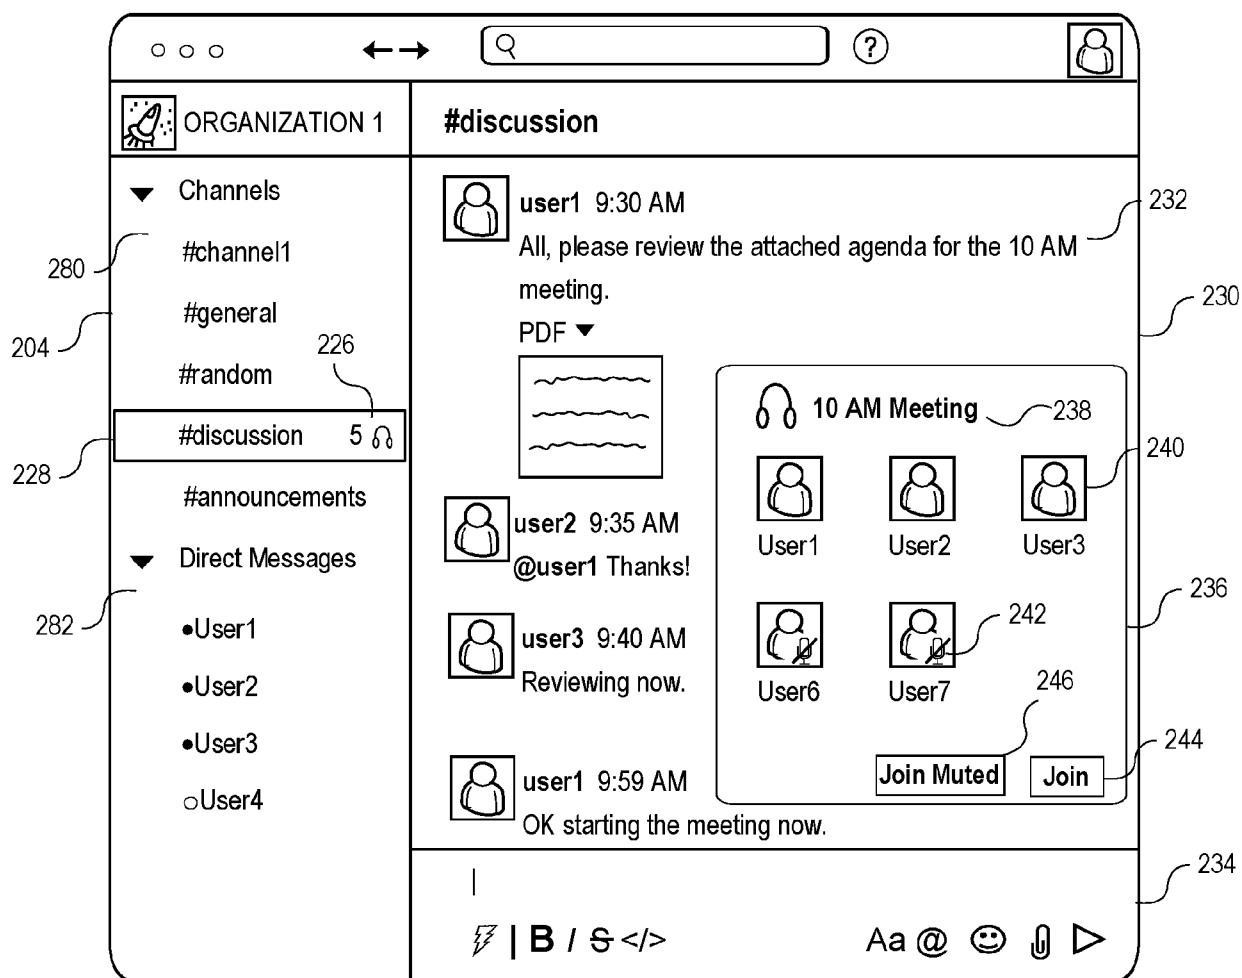 ?
ORGANIZATION 1
#discussion
Channels
280
#channel1
204
#general
#random
226
#discussion 5
228
#announcements
Direct Messages
282
•User1
•User2
•User3
○User4
user1 9:30 AM
232
All, please review the attached agenda for the 10 AM
meeting.
230
PDF
user2 9:35 AM
@user1 Thanks!
user3 9:40 AM
Reviewing now.
user1 9:59 AM
OK starting the meeting now.
10 AM Meeting
238
240
User1 User2 User3
236
242
User6 User7
246
244
Join Muted Join
234
| B I S </>
Aa @